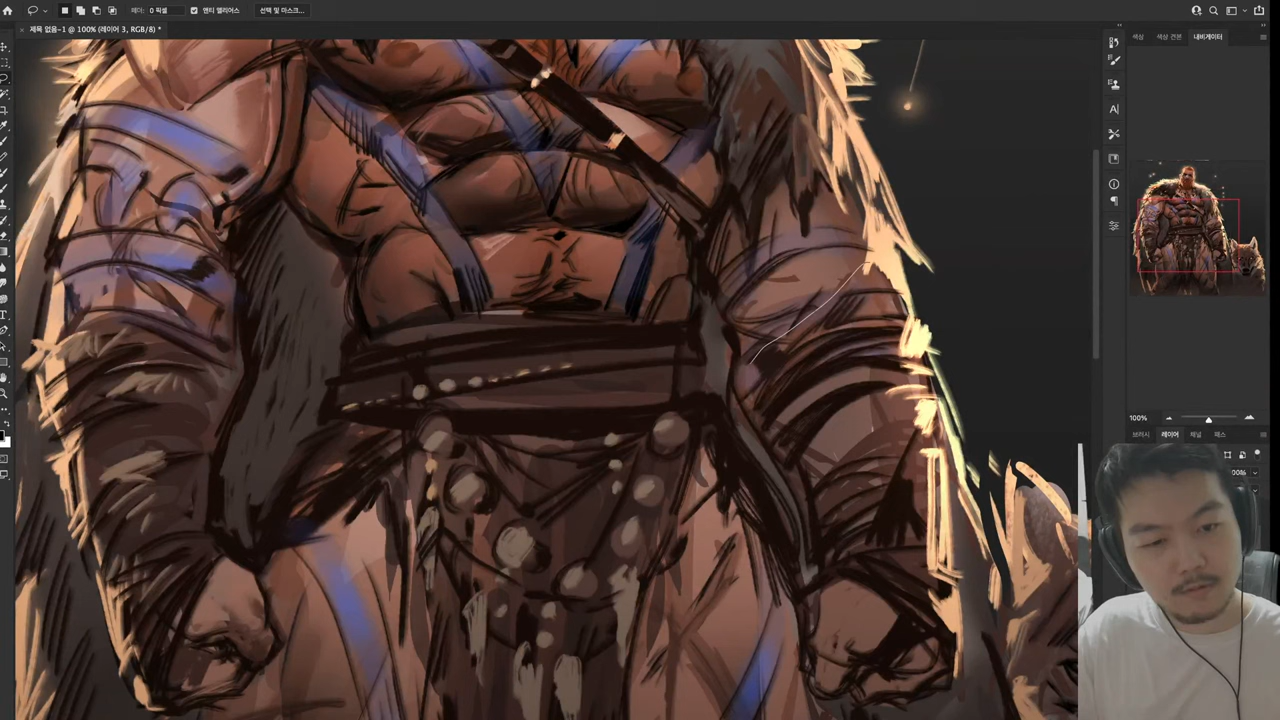 페더: 0 픽셀 앤티 앨리어스 선택 및 마스크...
× 제목 없음-1 @ 100% (레이어 3, RGB/8) *
색상 색상 견본 내비게이터
100%
브러시 레이어 채널 패스
00%